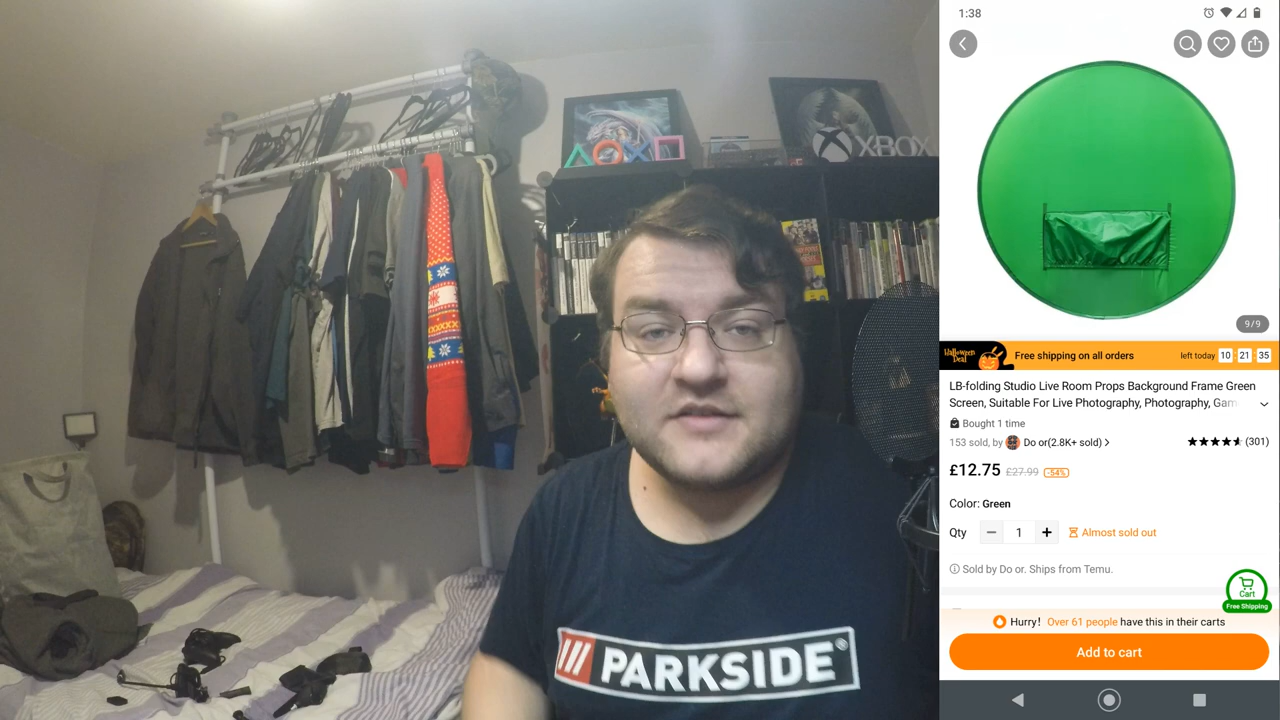 XBOX
PARKSIDE®
1:38
9/9
Halloween
Deal
Free shipping on all orders
left today 10 : 21 : 35
LB-folding Studio Live Room Props Background Frame Green
Screen, Suitable For Live Photography, Photography, Gam
Bought 1 time
153 sold, by Do or(2.8K+ sold) >
(301)
£12.75 £27.99 -54%
Color: Green
Qty − 1 + Almost sold out
Sold by Do or. Ships from Temu.
Cart
Free Shipping
Hurry! Over 61 people have this in their carts
Add to cart